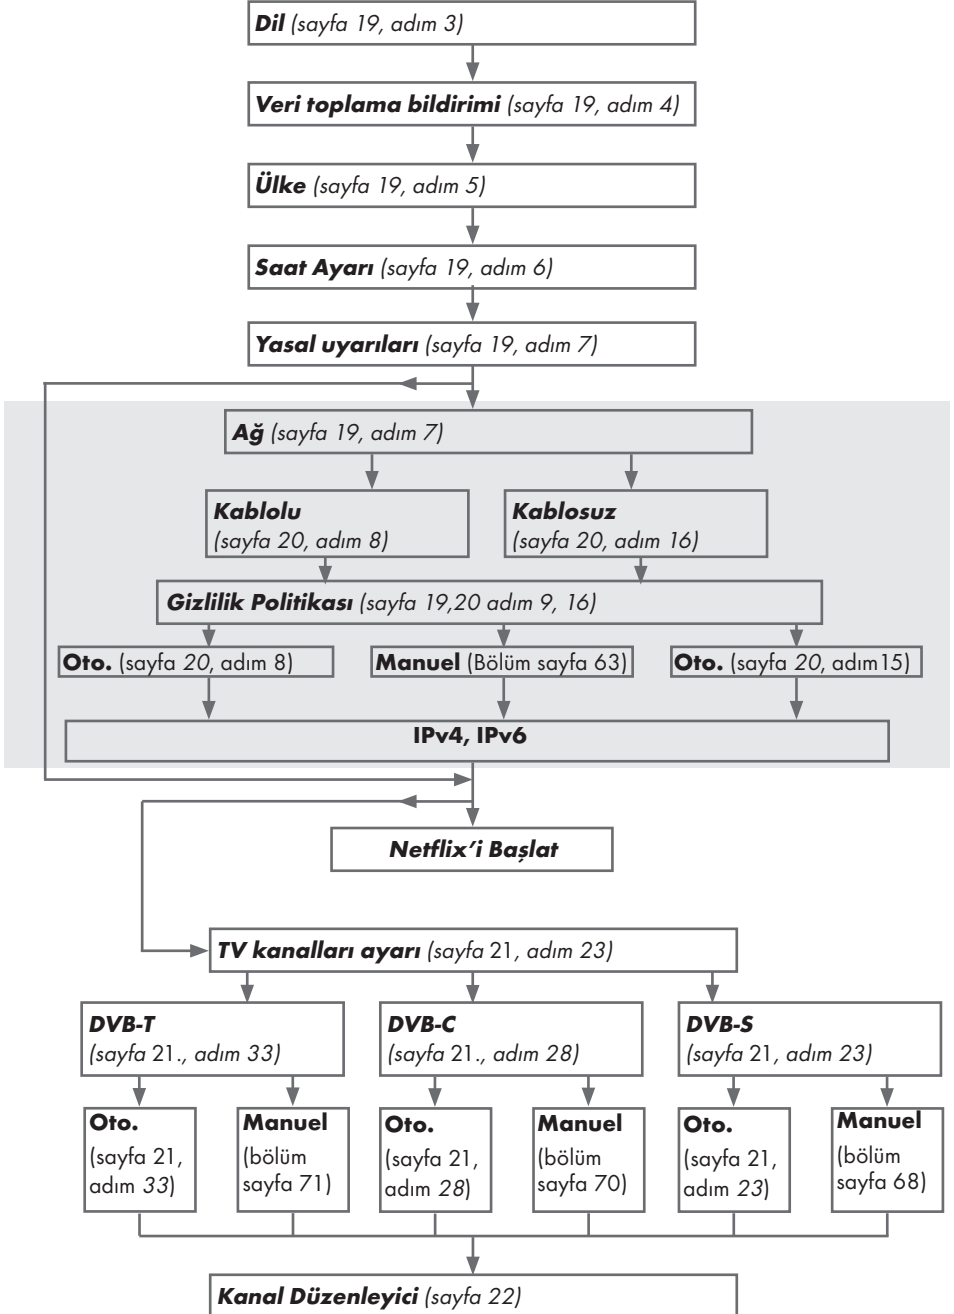 Dil (sayfa 19, adım 3)
Veri toplama bildirimi (sayfa 19, adım 4)
Ülke (sayfa 19, adım 5)
Saat Ayarı (sayfa 19, adım 6)
Yasal uyarıları (sayfa 19, adım 7)
Ağ (sayfa 19, adım 7)
Kablolu
(sayfa 20, adım 8)
Kablosuz
(sayfa 20, adım 16)
Gizlilik Politikası (sayfa 19,20 adım 9, 16)
Oto. (sayfa 20, adım 8)
Manuel (Bölüm sayfa 63)
Oto. (sayfa 20, adım15)
IPv4, IPv6
Netflix’i Başlat
TV kanalları ayarı (sayfa 21, adım 23)
DVB-T
(sayfa 21., adım 33)
DVB-C
(sayfa 21., adım 28)
DVB-S
(sayfa 21, adım 23)
Oto.
(sayfa 21,
adım 33)
Manuel
(bölüm
sayfa 71)
Oto.
(sayfa 21,
adım 28)
Manuel
(bölüm
sayfa 70)
Oto.
(sayfa 21,
adım 23)
Manuel
(bölüm
sayfa 68)
Kanal Düzenleyici (sayfa 22)